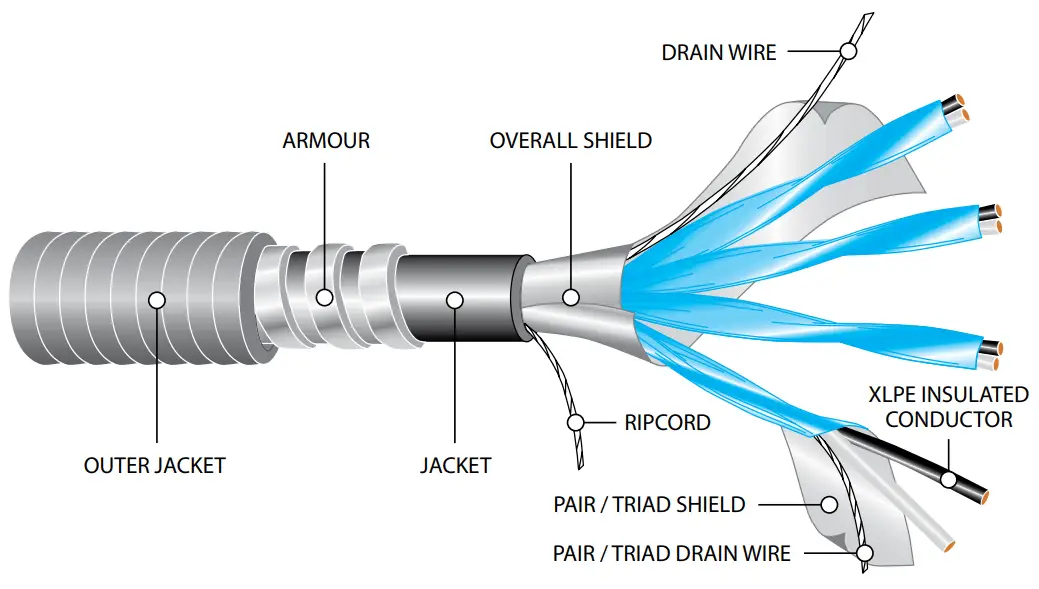 DRAIN WIRE
ARMOUR
OVERALL SHIELD
XLPE INSULATED
CONDUCTOR
RIPCORD
OUTER JACKET
JACKET
PAIR / TRIAD SHIELD
PAIR / TRIAD DRAIN WIRE